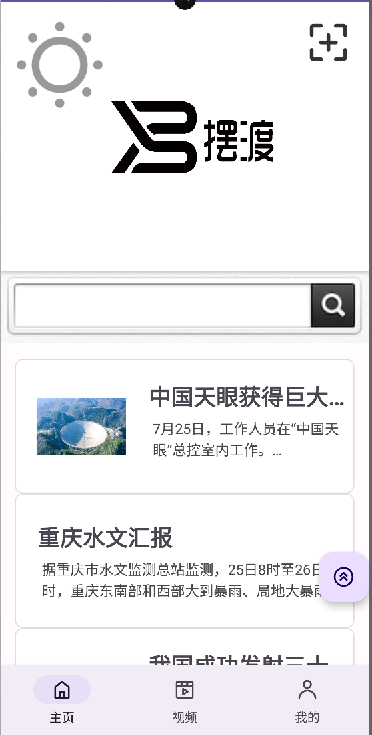 摆渡
中国天眼获得巨大...
7月25日，工作人员在“中国天
眼”总控室内工作。...
重庆水文汇报
据重庆市水文监测总站监测，25日8时至26日
时，重庆东南部和西部大到暴雨、局地大暴雨
我国成功发射三十
主页
视频
我的